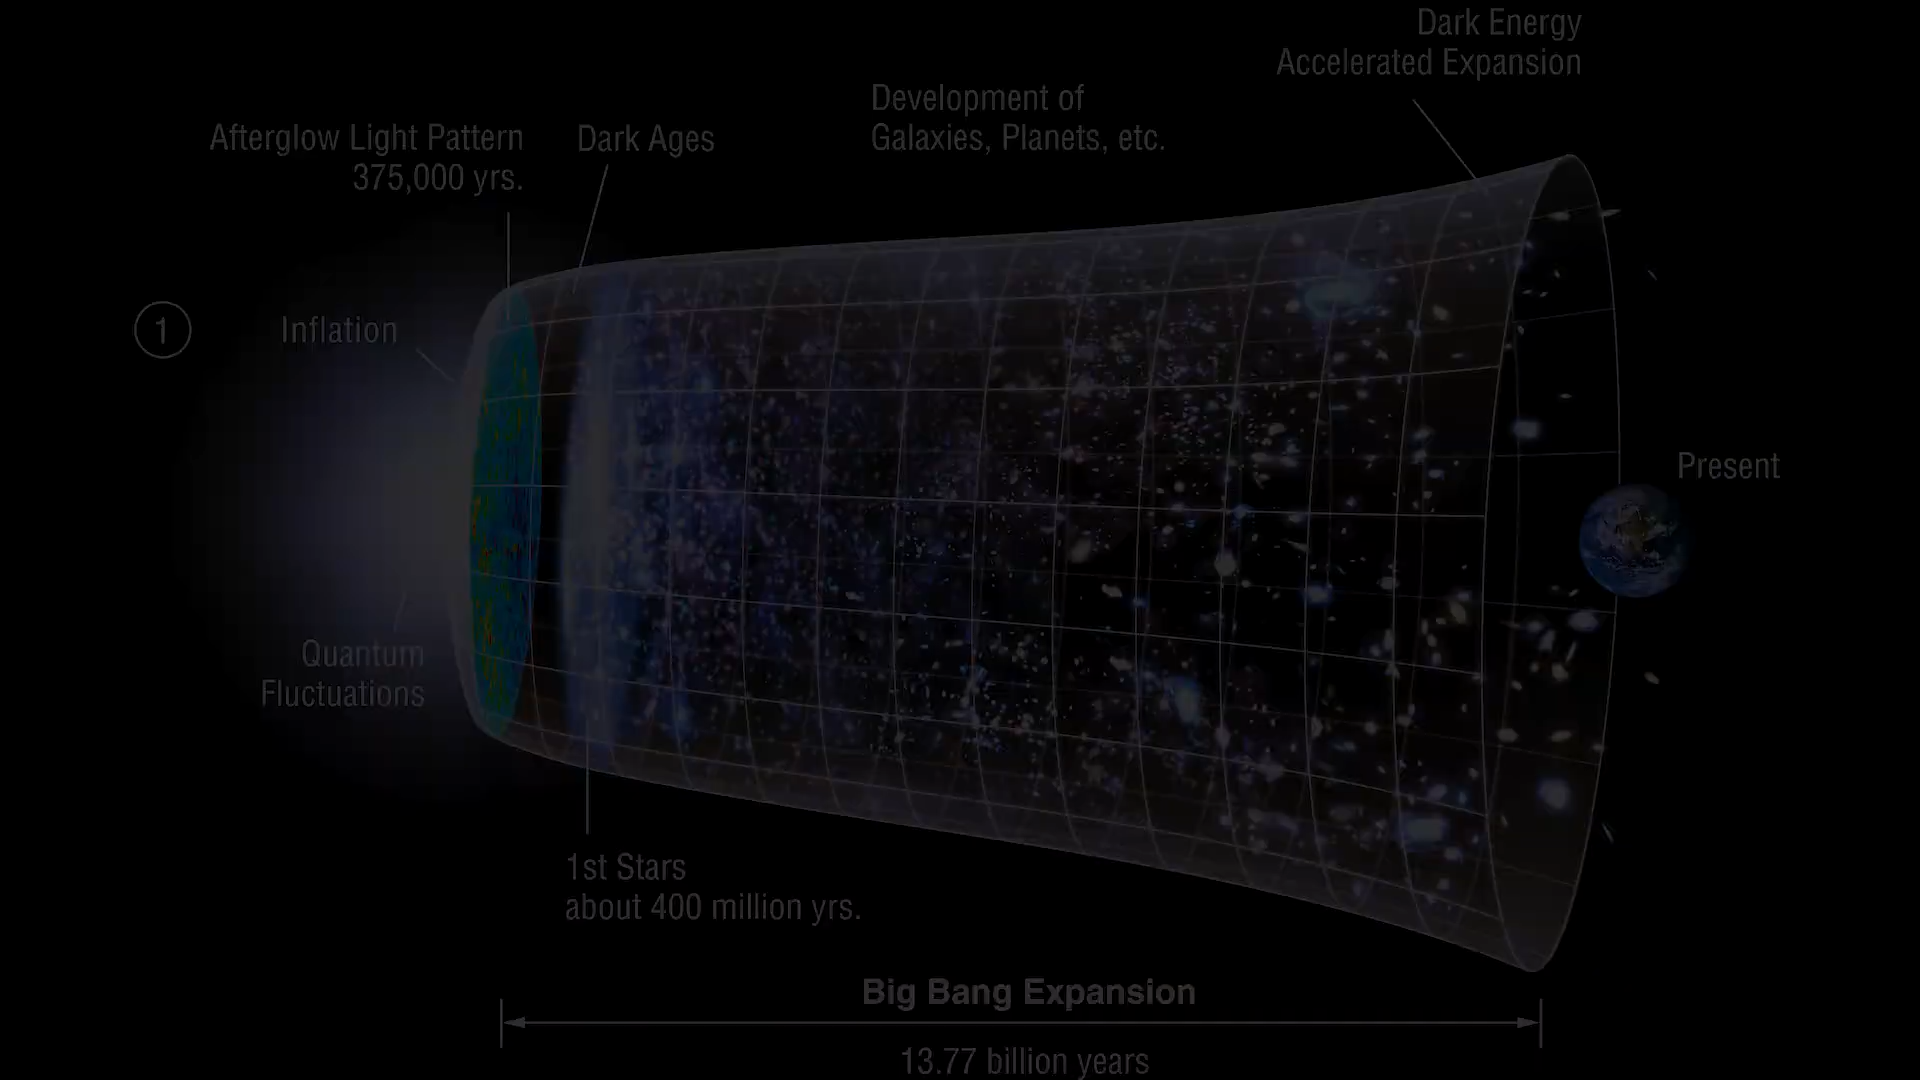 Dark Energy
Accelerated Expansion
Development of
Galaxies, Planets, etc.
Afterglow Light Pattern
375,000 yrs.
Dark Ages
1
Inflation
Present
Quantum
Fluctuations
1st Stars
about 400 million yrs.
Big Bang Expansion
13.77 billion years